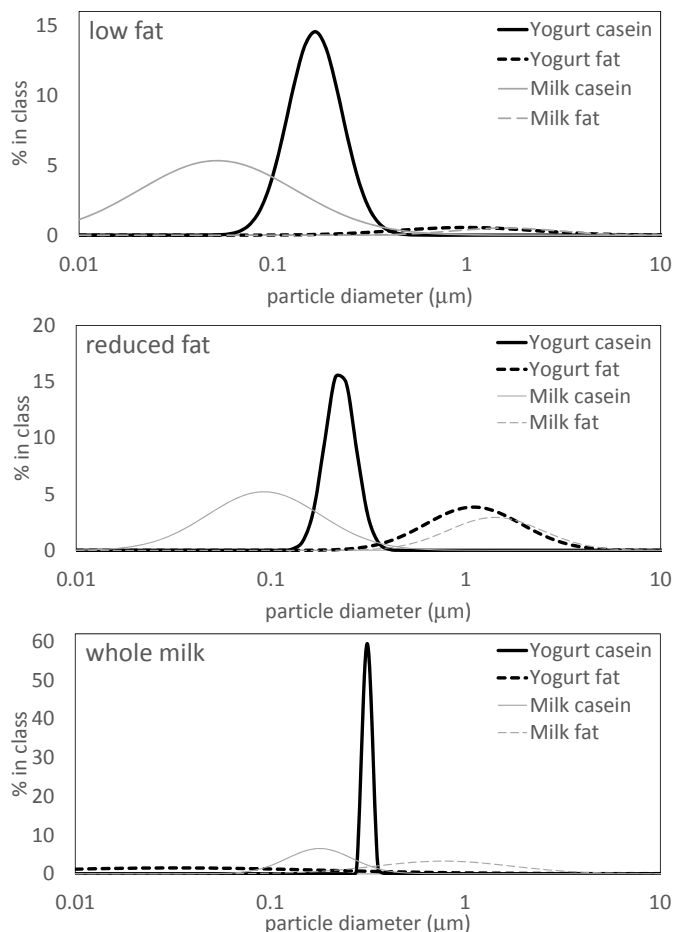 low fat
Yogurt casein
Yogurt fat
Milk casein
Milk fat
% in class
15
10
5
0
0.01 0.1 1 10
particle diameter (μm)
reduced fat
Yogurt casein
Yogurt fat
Milk casein
Milk fat
% in class
20
15
10
5
0
0.01 0.1 1 10
particle diameter (μm)
whole milk
Yogurt casein
Yogurt fat
Milk casein
Milk fat
% in class
60
50
40
30
20
10
0
0.01 0.1 1 10
particle diameter (μm)